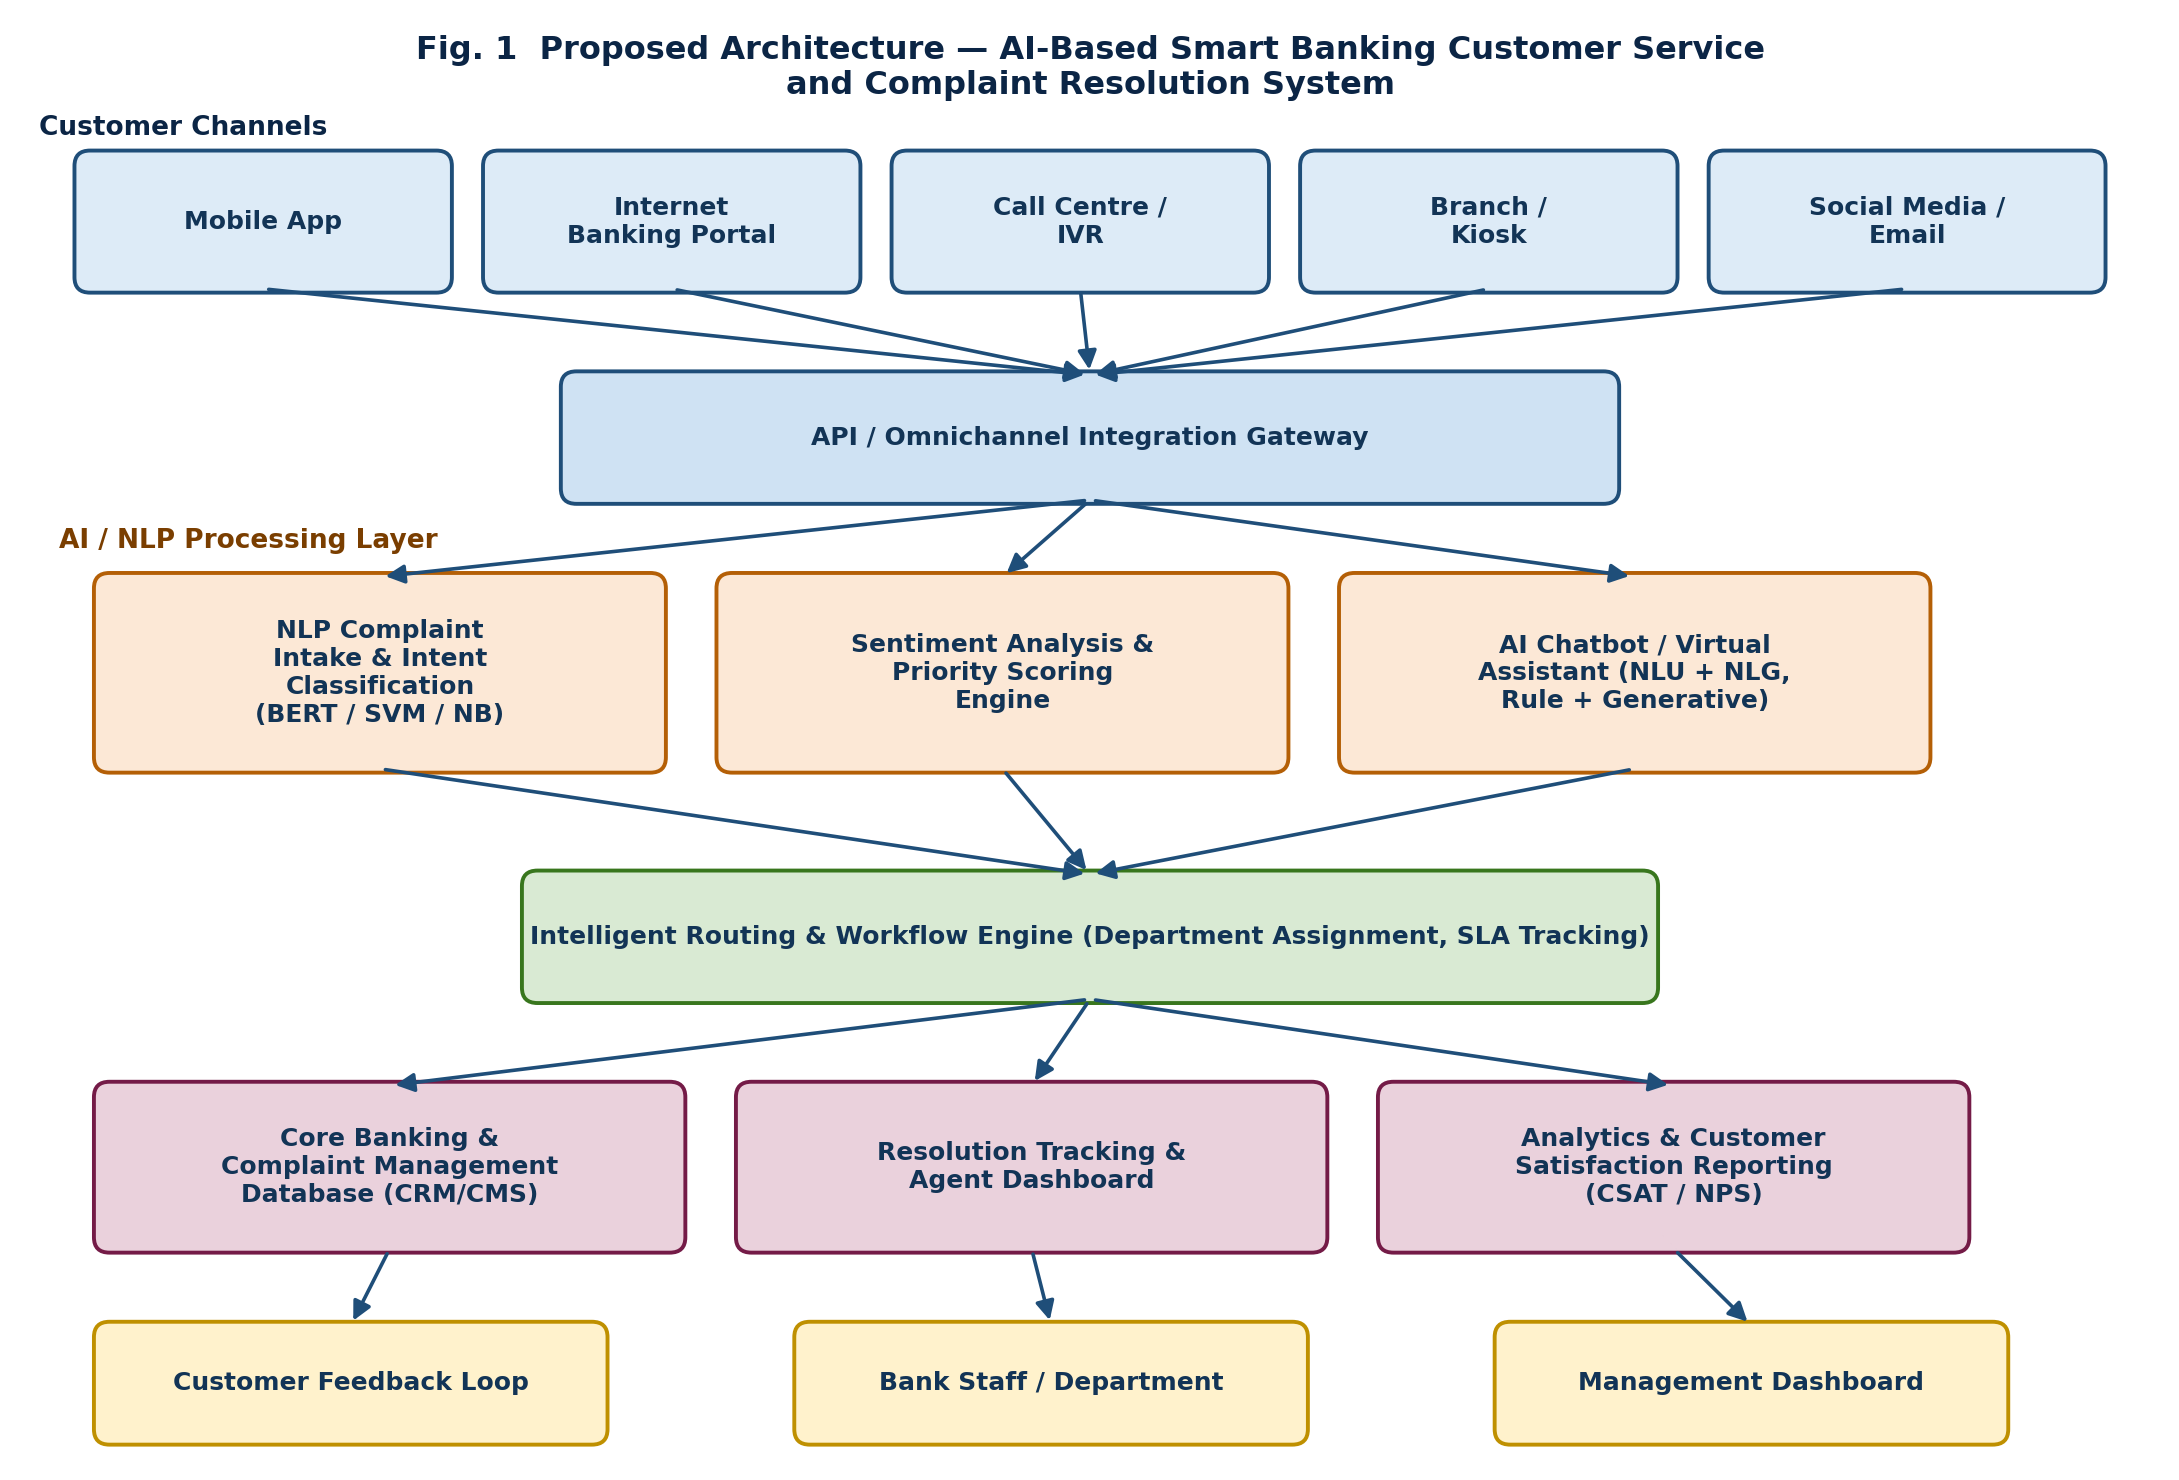 Fig. 1  Proposed Architecture — AI-Based Smart Banking Customer Service
and Complaint Resolution System
Customer Channels
Mobile App
Internet
Banking Portal
Call Centre /
IVR
Branch /
Kiosk
Social Media /
Email
API / Omnichannel Integration Gateway
AI / NLP Processing Layer
NLP Complaint
Intake & Intent
Classification
(BERT / SVM / NB)
Sentiment Analysis &
Priority Scoring
Engine
AI Chatbot / Virtual
Assistant (NLU + NLG,
Rule + Generative)
Intelligent Routing & Workflow Engine (Department Assignment, SLA Tracking)
Core Banking &
Complaint Management
Database (CRM/CMS)
Resolution Tracking &
Agent Dashboard
Analytics & Customer
Satisfaction Reporting
(CSAT / NPS)
Customer Feedback Loop
Bank Staff / Department
Management Dashboard